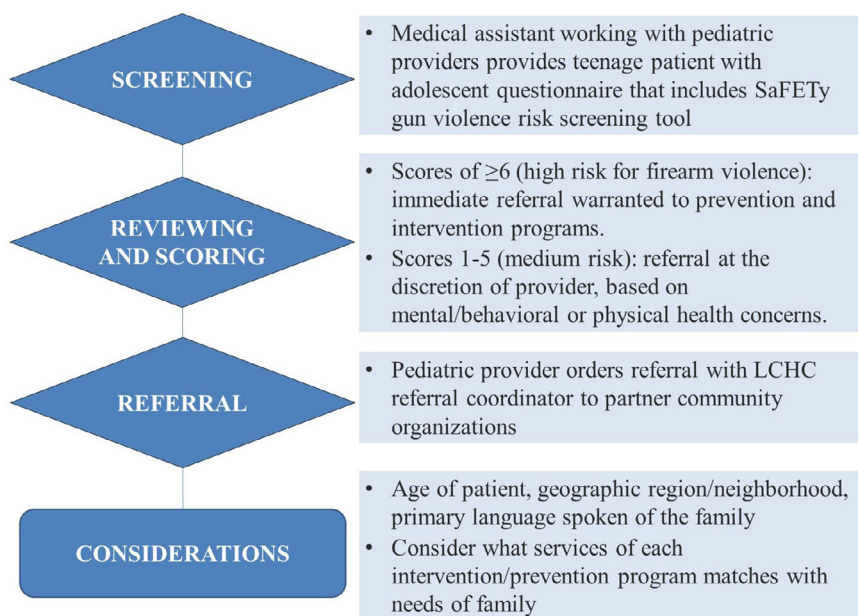 SCREENING
• Medical assistant working with pediatric
providers provides teenage patient with
adolescent questionnaire that includes SaFETy
gun violence risk screening tool
REVIEWING
AND SCORING
• Scores of ≥6 (high risk for firearm violence):
immediate referral warranted to prevention and
intervention programs.
• Scores 1-5 (medium risk): referral at the
discretion of provider, based on
mental/behavioral or physical health concerns.
REFERRAL
• Pediatric provider orders referral with LCHC
referral coordinator to partner community
organizations
CONSIDERATIONS
• Age of patient, geographic region/neighborhood,
primary language spoken of the family
• Consider what services of each
intervention/prevention program matches with
needs of family